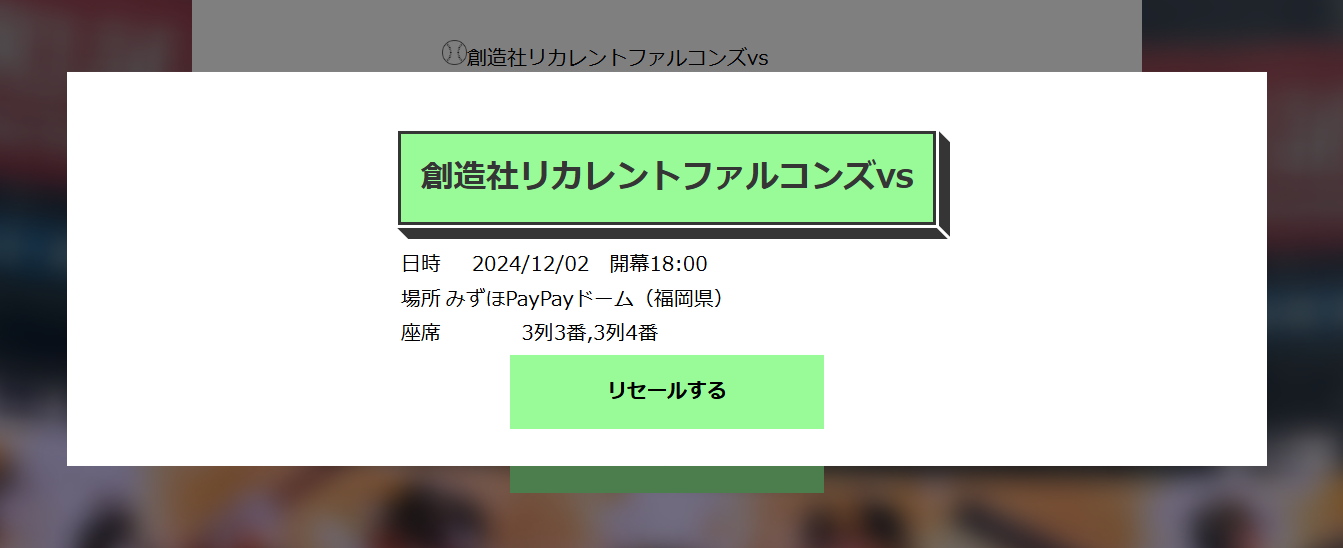 創造社リカレントファルコンズvs
創造社リカレントファルコンズvs
日時 2024/12/02　開幕18:00
場所 みずほPayPayドーム（福岡県）
座席 3列3番,3列4番
リセールする